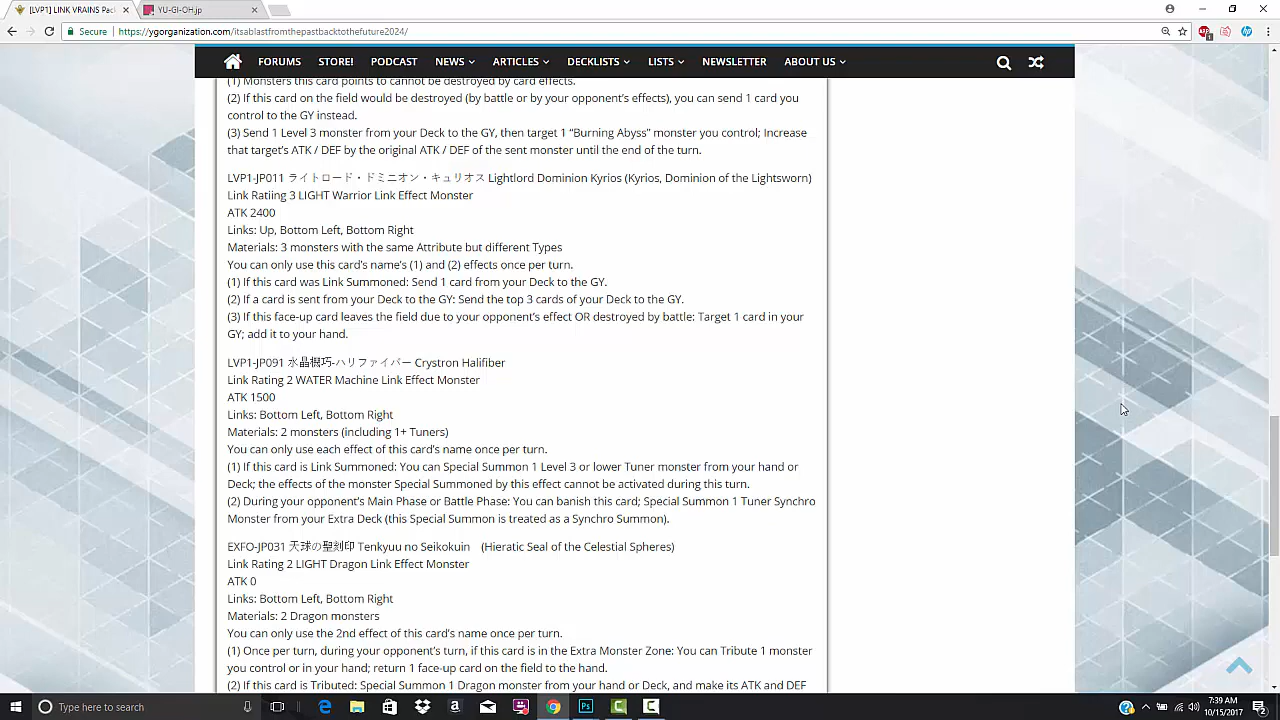 [LVP1] LINK VRAINS Pac
YU-GI-OH.jp
Secure
https://ygorganization.com/itsablastfromthepastbacktothefuture2024/
FORUMS STORE! PODCAST NEWS ARTICLES DECKLISTS LISTS NEWSLETTER ABOUT US
(1) Monsters this card points to cannot be destroyed by card effects.
(2) If this card on the field would be destroyed (by battle or by your opponent's effects), you can send 1 card you
control to the GY instead.
(3) Send 1 Level 3 monster from your Deck to the GY, then target 1 “Burning Abyss” monster you control; Increase
that target's ATK / DEF by the original ATK / DEF of the sent monster until the end of the turn.
LVP1-JP011 ライトロード・ドミニオン・キュリオス Lightlord Dominion Kyrios (Kyrios, Dominion of the Lightsworn)
Link Ratiing 3 LIGHT Warrior Link Effect Monster
ATK 2400
Links: Up, Bottom Left, Bottom Right
Materials: 3 monsters with the same Attribute but different Types
You can only use this card's name's (1) and (2) effects once per turn.
(1) If this card was Link Summoned: Send 1 card from your Deck to the GY.
(2) If a card is sent from your Deck to the GY: Send the top 3 cards of your Deck to the GY.
(3) If this face-up card leaves the field due to your opponent's effect OR destroyed by battle: Target 1 card in your
GY; add it to your hand.
LVP1-JP091 水晶機巧-ハリファイバー Crystron Halifiber
Link Rating 2 WATER Machine Link Effect Monster
ATK 1500
Links: Bottom Left, Bottom Right
Materials: 2 monsters (including 1+ Tuners)
You can only use each effect of this card's name once per turn.
(1) If this card is Link Summoned: You can Special Summon 1 Level 3 or lower Tuner monster from your hand or
Deck; the effects of the monster Special Summoned by this effect cannot be activated during this turn.
(2) During your opponent's Main Phase or Battle Phase: You can banish this card; Special Summon 1 Tuner Synchro
Monster from your Extra Deck (this Special Summon is treated as a Synchro Summon).
EXFO-JP031 天球の聖刻印 Tenkyuu no Seikokuin (Hieratic Seal of the Celestial Spheres)
Link Rating 2 LIGHT Dragon Link Effect Monster
ATK 0
Links: Bottom Left, Bottom Right
Materials: 2 Dragon monsters
You can only use the 2nd effect of this card's name once per turn.
(1) Once per turn, during your opponent's turn, if this card is in the Extra Monster Zone: You can Tribute 1 monster
you control or in your hand; return 1 face-up card on the field to the hand.
(2) If this card is Tributed: Special Summon 1 Dragon monster from your hand or Deck, and make its ATK and DEF
Type here to search
7:39 AM
10/15/2017